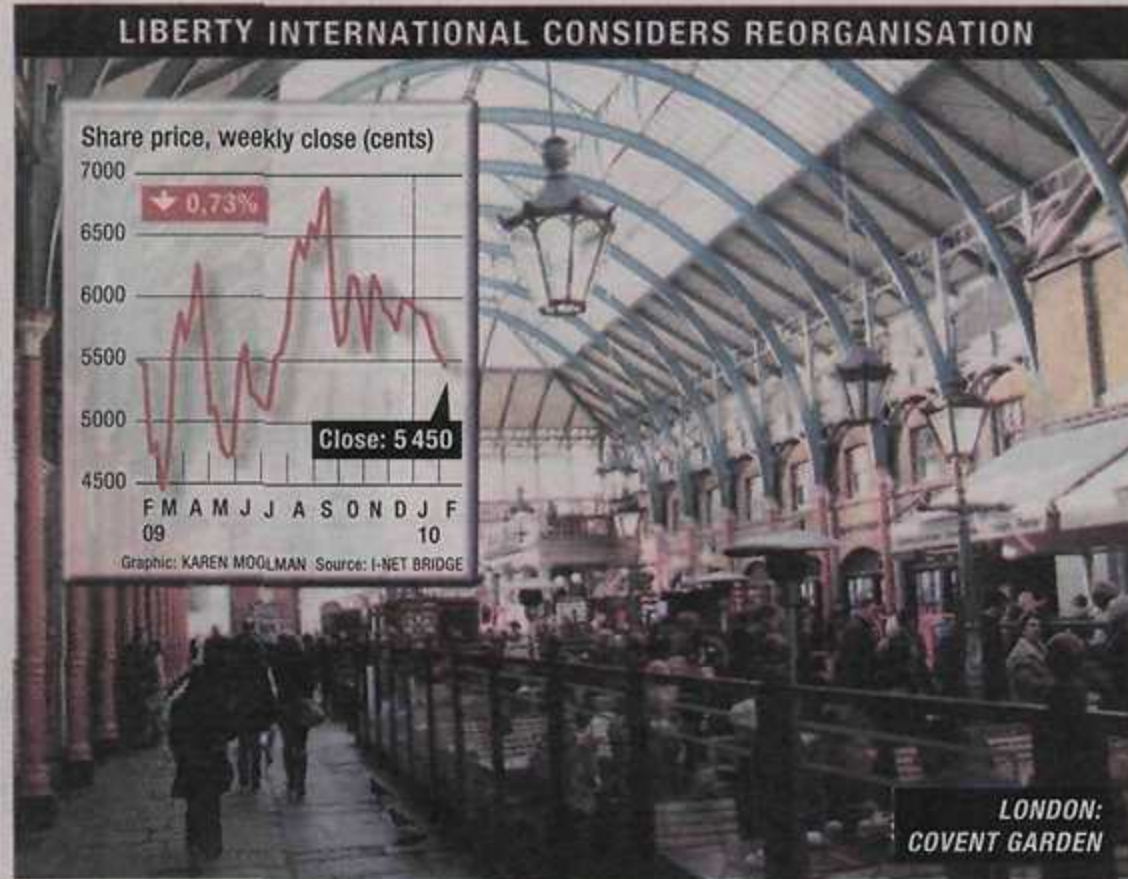 LIBERTY INTERNATIONAL CONSIDERS REORGANISATION
Share price, weekly close (cents)
7000
0,73%
6500
6000
5500
5000
Close: 5 450
4500
F M A M J J A S O N D J F
09 10
Graphic: KAREN MOOLMAN Source: I-NET BRIDGE
LONDON:
COVENT GARDEN